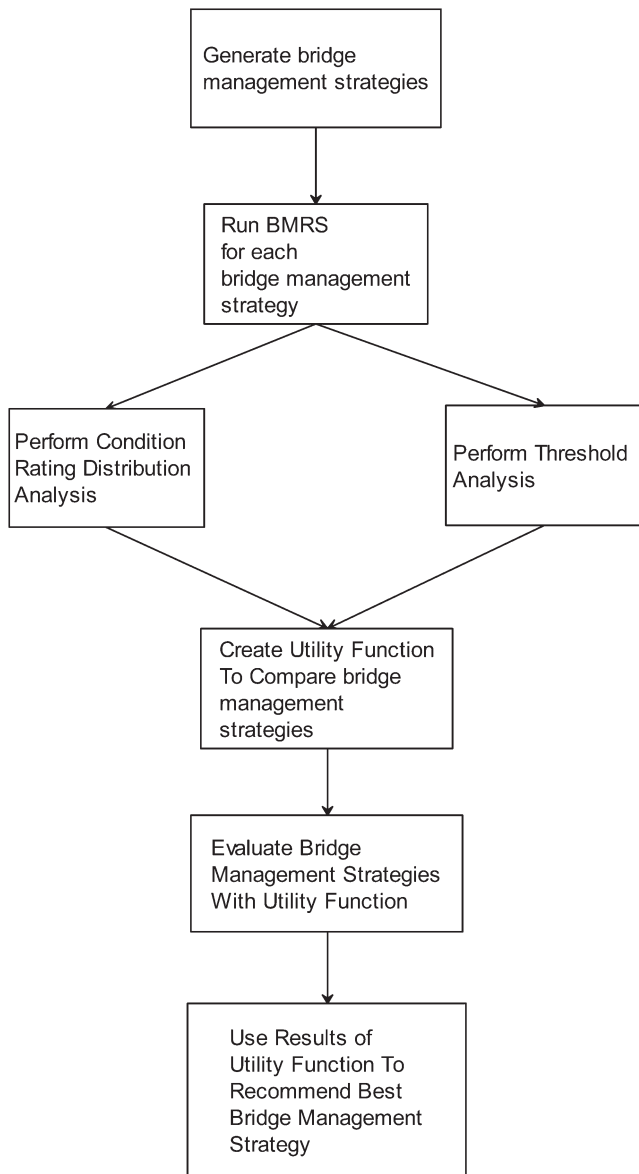 Generate bridge
management strategies
Run BMRS
for each
bridge management
strategy
Perform Condition
Rating Distribution
Analysis
Perform Threshold
Analysis
Create Utility Function
To Compare bridge
management
strategies
Evaluate Bridge
Management Strategies
With Utility Function
Use Results of
Utility Function To
Recommend Best
Bridge Management
Strategy